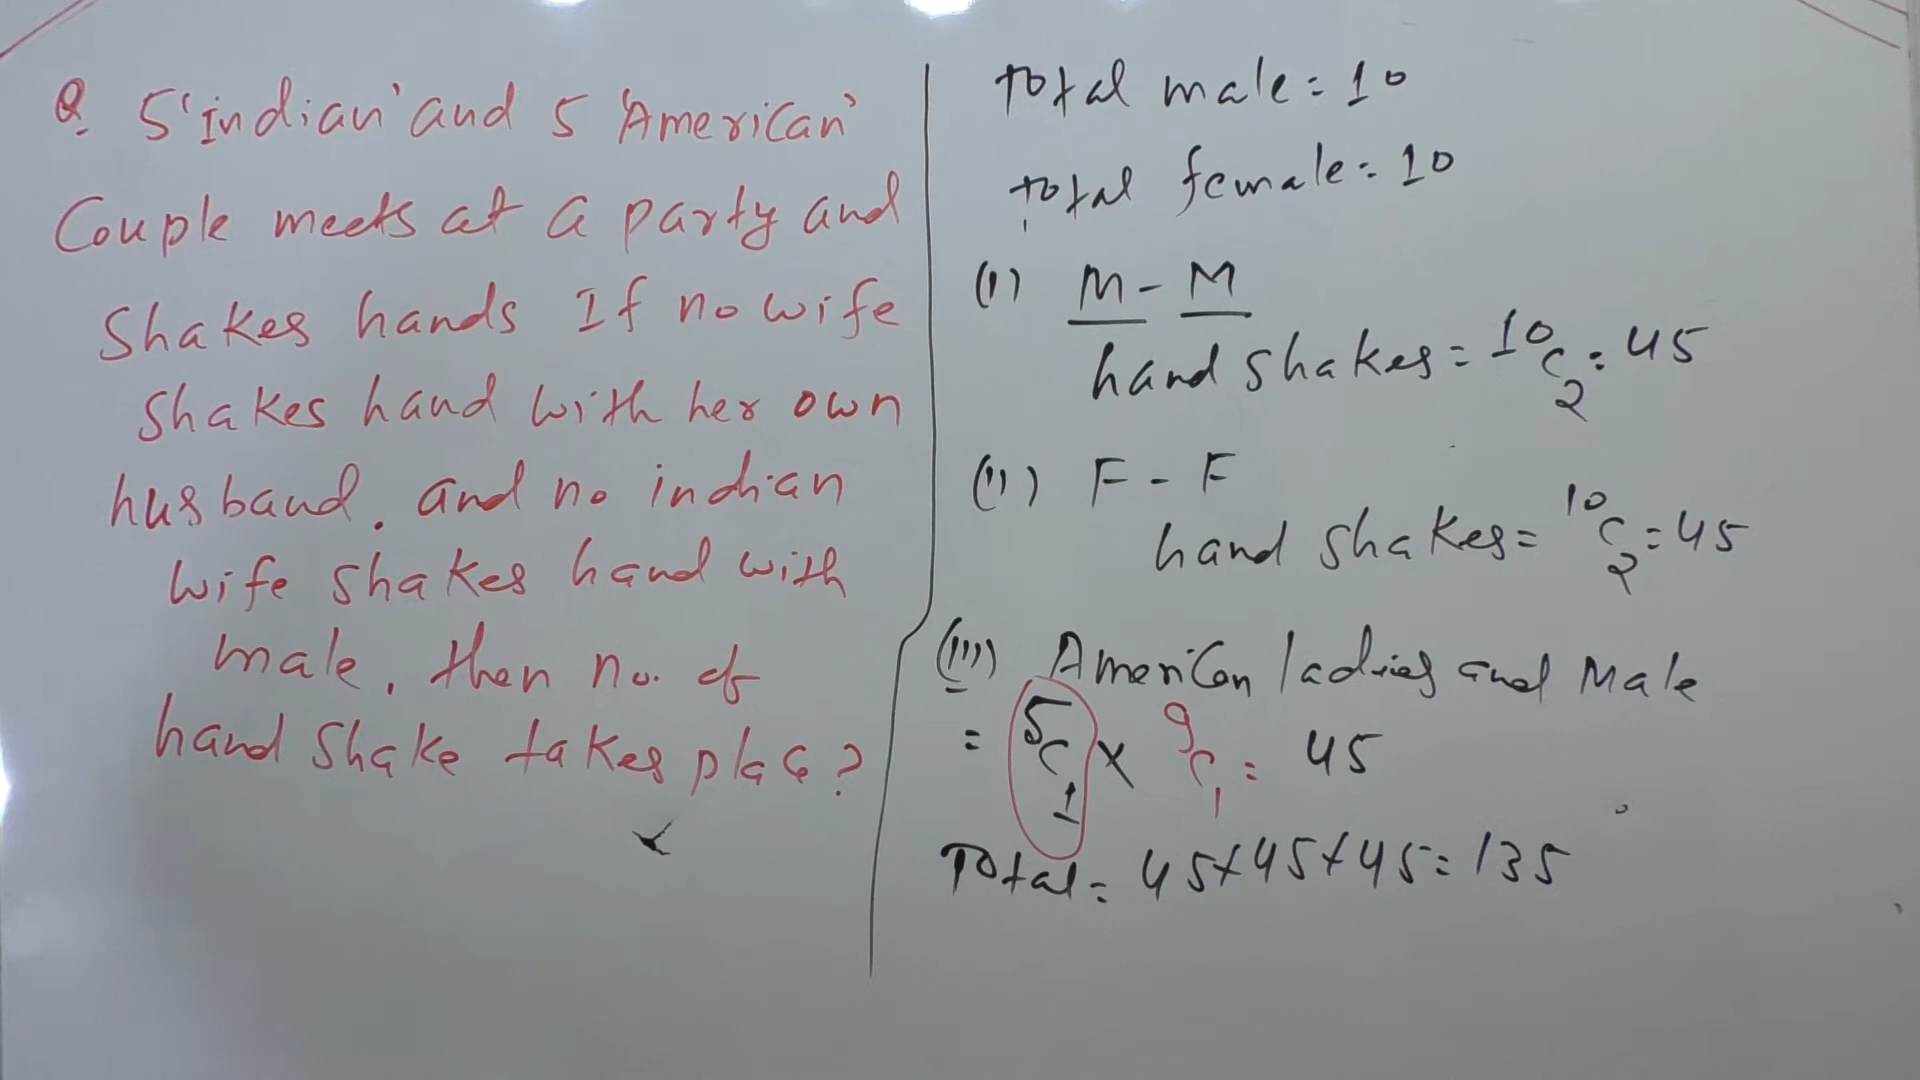 Q. 5 'indian' and 5 'American'
Couple meets at a party and
Shakes hands If no wife
Shakes hand with her own
husband. and no indian
wife shakes hand with
male, then no. of
hand Shake takes place?
total male = 10
total female = 10
(i) M - M
hand shakes = ¹⁰C₂ = 45
(ii) F - F
hand shakes = ¹⁰C₂ = 45
(iii) American ladies and Male
= ⁵C₁ × ⁹C₁ = 45
Total = 45+45+45 = 135